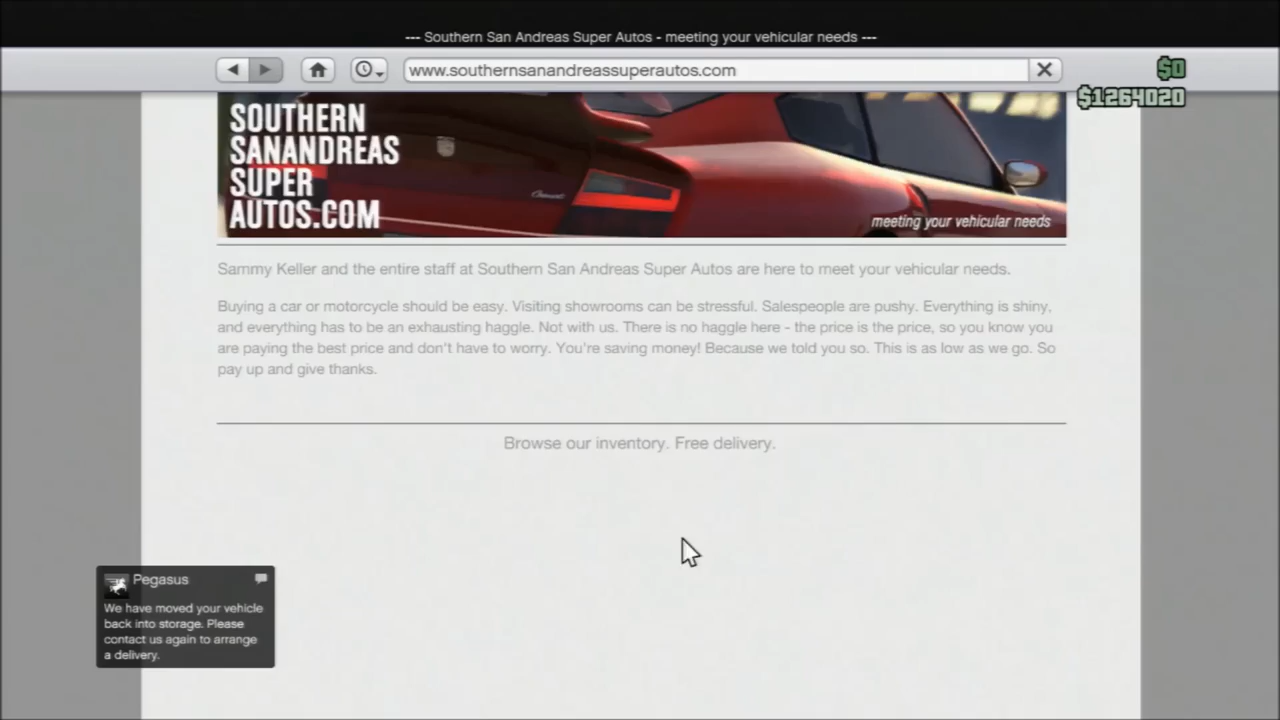 --- Southern San Andreas Super Autos - meeting your vehicular needs ---
www.southernsanandreassuperautos.com
$0
$1264020
SOUTHERN
SANANDREAS
SUPER
AUTOS.COM
meeting your vehicular needs
Sammy Keller and the entire staff at Southern San Andreas Super Autos are here to meet your vehicular needs.
Buying a car or motorcycle should be easy. Visiting showrooms can be stressful. Salespeople are pushy. Everything is shiny,
and everything has to be an exhausting haggle. Not with us. There is no haggle here - the price is the price, so you know you
are paying the best price and don't have to worry. You're saving money! Because we told you so. This is as low as we go. So
pay up and give thanks.
Browse our inventory. Free delivery.
Pegasus
We have moved your vehicle
back into storage. Please
contact us again to arrange
a delivery.